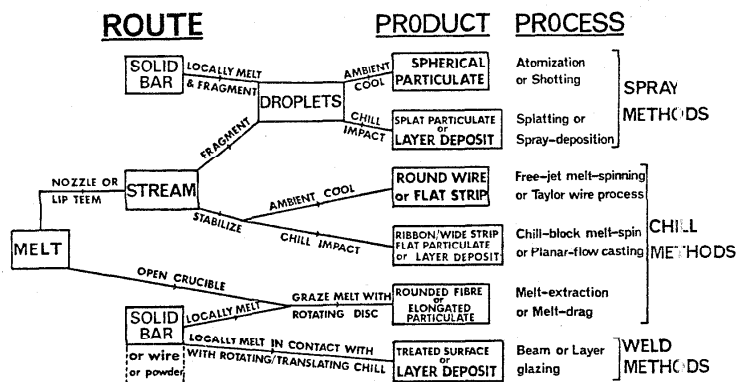 ROUTE
PRODUCT
PROCESS
SOLID
BAR
LOCALLY MELT
& FRAGMENT
DROPLETS
AMBIENT
COOL
SPHERICAL
PARTICULATE
Atomization
or Shotting
CHILL
IMPACT
SPLAT PARTICULATE
or
LAYER DEPOSIT
Splatting or
Spray-deposition
SPRAY
METHODS
FRAGMENT
NOZZLE OR
LIP TEEM
STREAM
STABILIZE
AMBIENT COOL
ROUND WIRE
or FLAT STRIP
Free-jet melt-spinning
or Taylor wire process
CHILL IMPACT
RIBBON/WIDE STRIP
FLAT PARTICULATE
or LAYER DEPOSIT
Chill-block melt-spin
or Planar-flow casting
CHILL
METHODS
MELT
OPEN CRUCIBLE
SOLID
BAR
or wire
or powder
LOCALLY MELT
GRAZE MELT WITH
ROTATING DISC
ROUNDED FIBRE
or
ELONGATED
PARTICULATE
Melt-extraction
or Melt-drag
LOCALLY MELT IN CONTACT WITH
WITH ROTATING/TRANSLATING CHILL
TREATED SURFACE
or LAYER DEPOSIT
Beam or Layer
glazing
WELD
METHODS